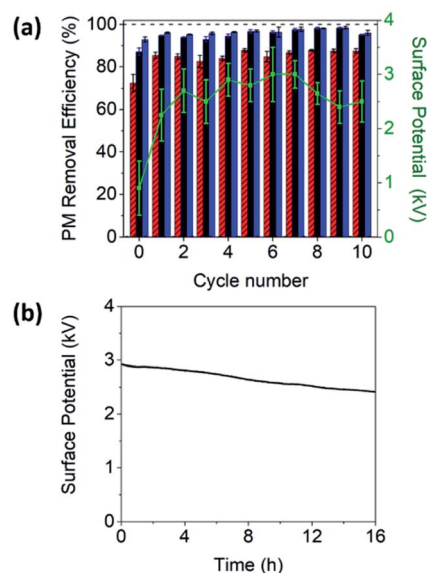 (a)
PM Removal Efficiency (%)
100
80
60
40
20
0
4
3
2
1
0
Surface Potential (kV)
0 2 4 6 8 10
Cycle number
(b)
Surface Potential (kV)
4
3
2
1
0
0 4 8 12 16
Time (h)